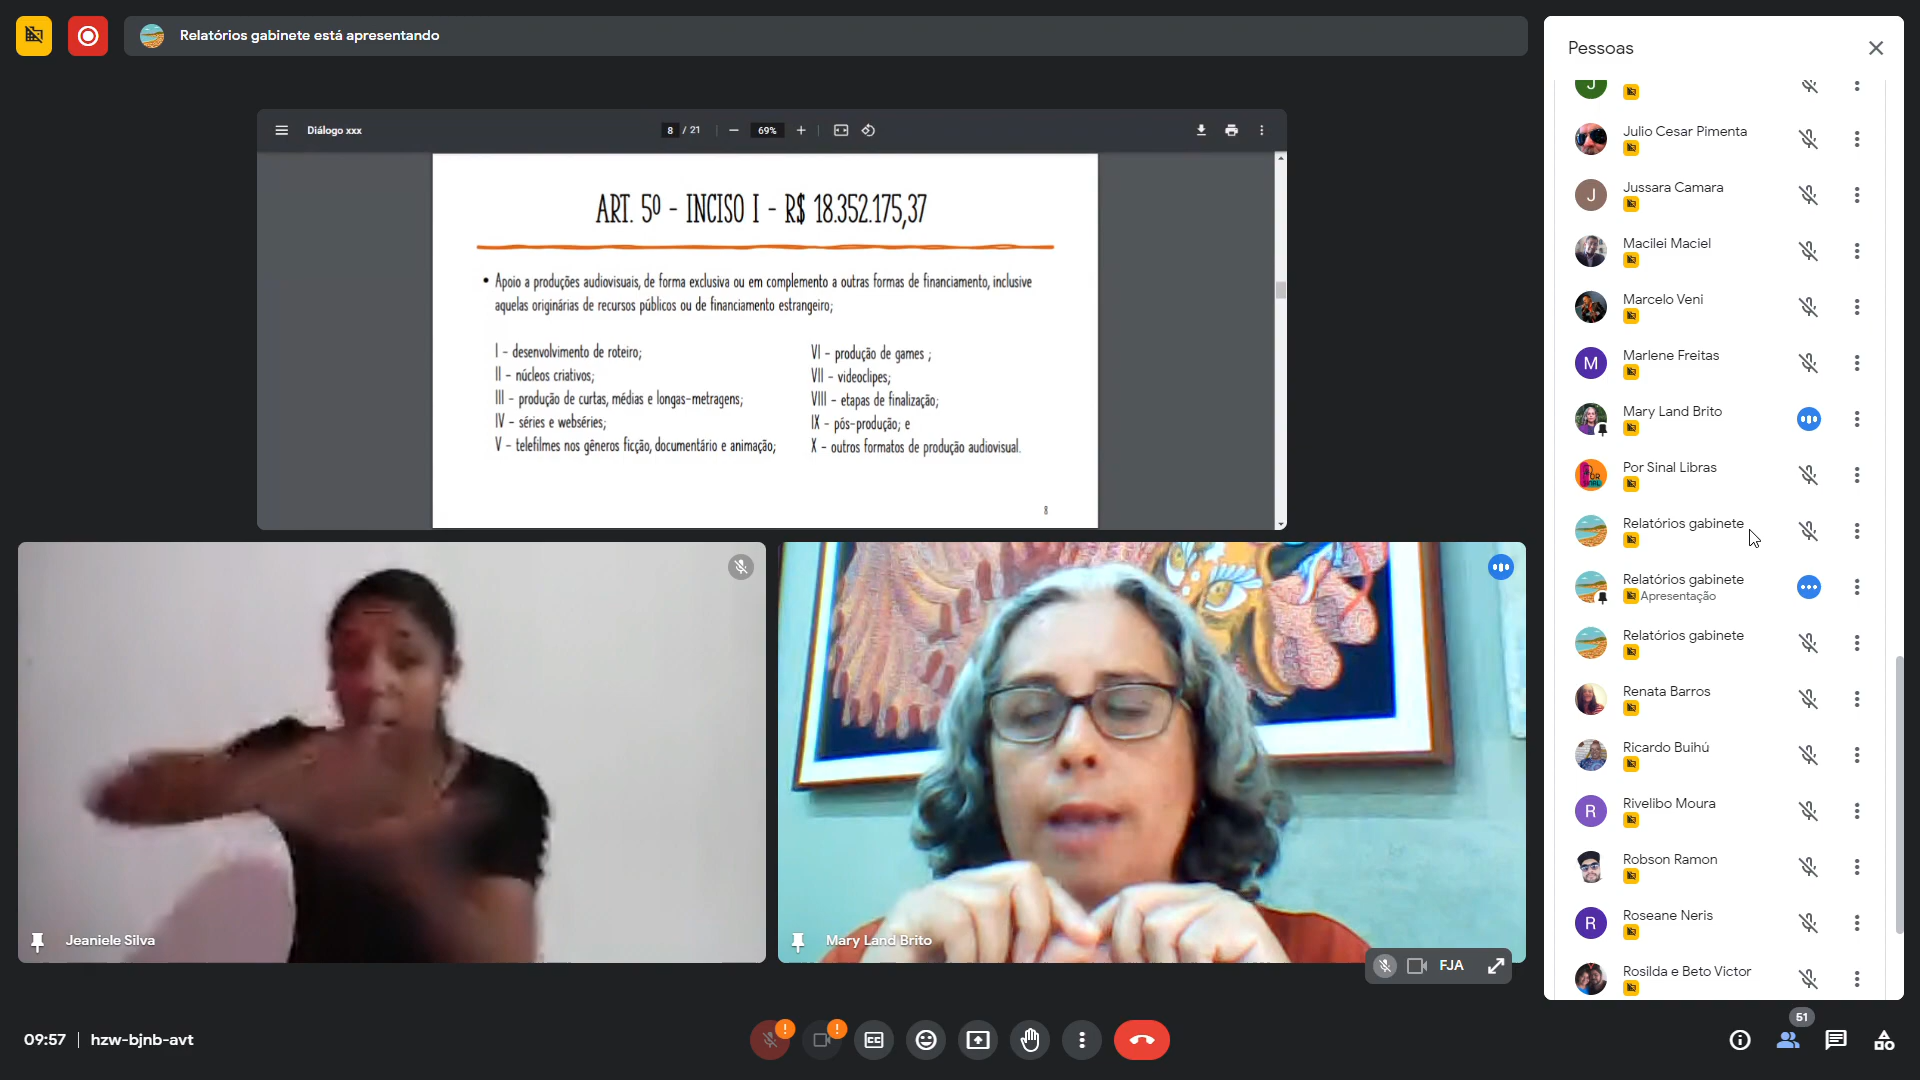 Relatórios gabinete está apresentando
Diálogo xxx
8 / 21
69%
ART. 5º - INCISO I - R$ 18.352.175,37
• Apoio a produções audiovisuais, de forma exclusiva ou em complemento a outras formas de financiamento, inclusive
aquelas originárias de recursos públicos ou de financiamento estrangeiro;
I - desenvolvimento de roteiro;
II - núcleos criativos;
III - produção de curtas, médias e longas-metragens;
IV - séries e webséries;
V - telefilmes nos gêneros ficção, documentário e animação;
VI - produção de games ;
VII - videoclipes;
VIII - etapas de finalização;
IX - pós-produção; e
X - outros formatos de produção audiovisual.
8
Jeaniele Silva
Mary Land Brito
FJA
09:57
hzw-bjnb-avt
Pessoas
J
Julio Cesar Pimenta
J
Jussara Camara
Macilei Maciel
Marcelo Veni
M
Marlene Freitas
Mary Land Brito
Por Sinal Libras
Relatórios gabinete
Relatórios gabinete
Apresentação
Relatórios gabinete
Renata Barros
Ricardo Buihú
R
Rivelibo Moura
Robson Ramon
R
Roseane Neris
Rosilda e Beto Victor
51